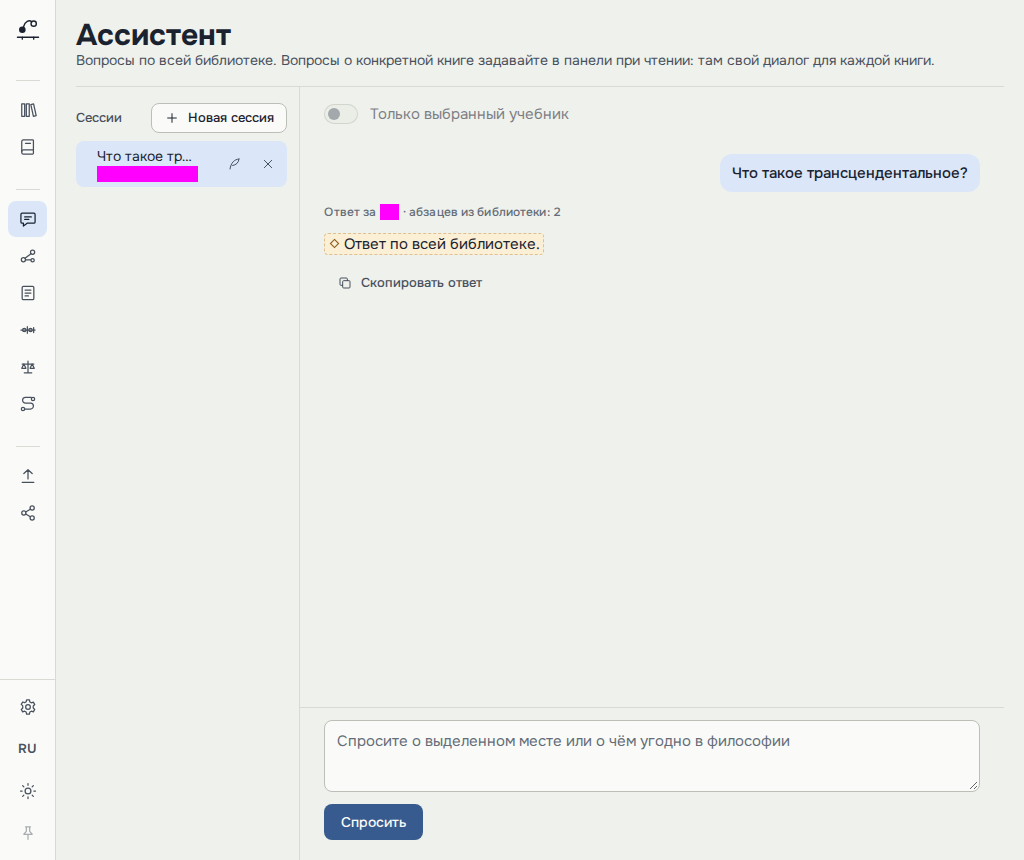 Ассистент
Вопросы по всей библиотеке. Вопросы о конкретной книге задавайте в панели при чтении: там свой диалог для каждой книги.
Сессии
Новая сессия
Что такое тр...
Только выбранный учебник
Что такое трансцендентальное?
Ответ за · абзацев из библиотеки: 2
Ответ по всей библиотеке.
Скопировать ответ
Спросите о выделенном месте или о чём угодно в философии
Спросить
RU